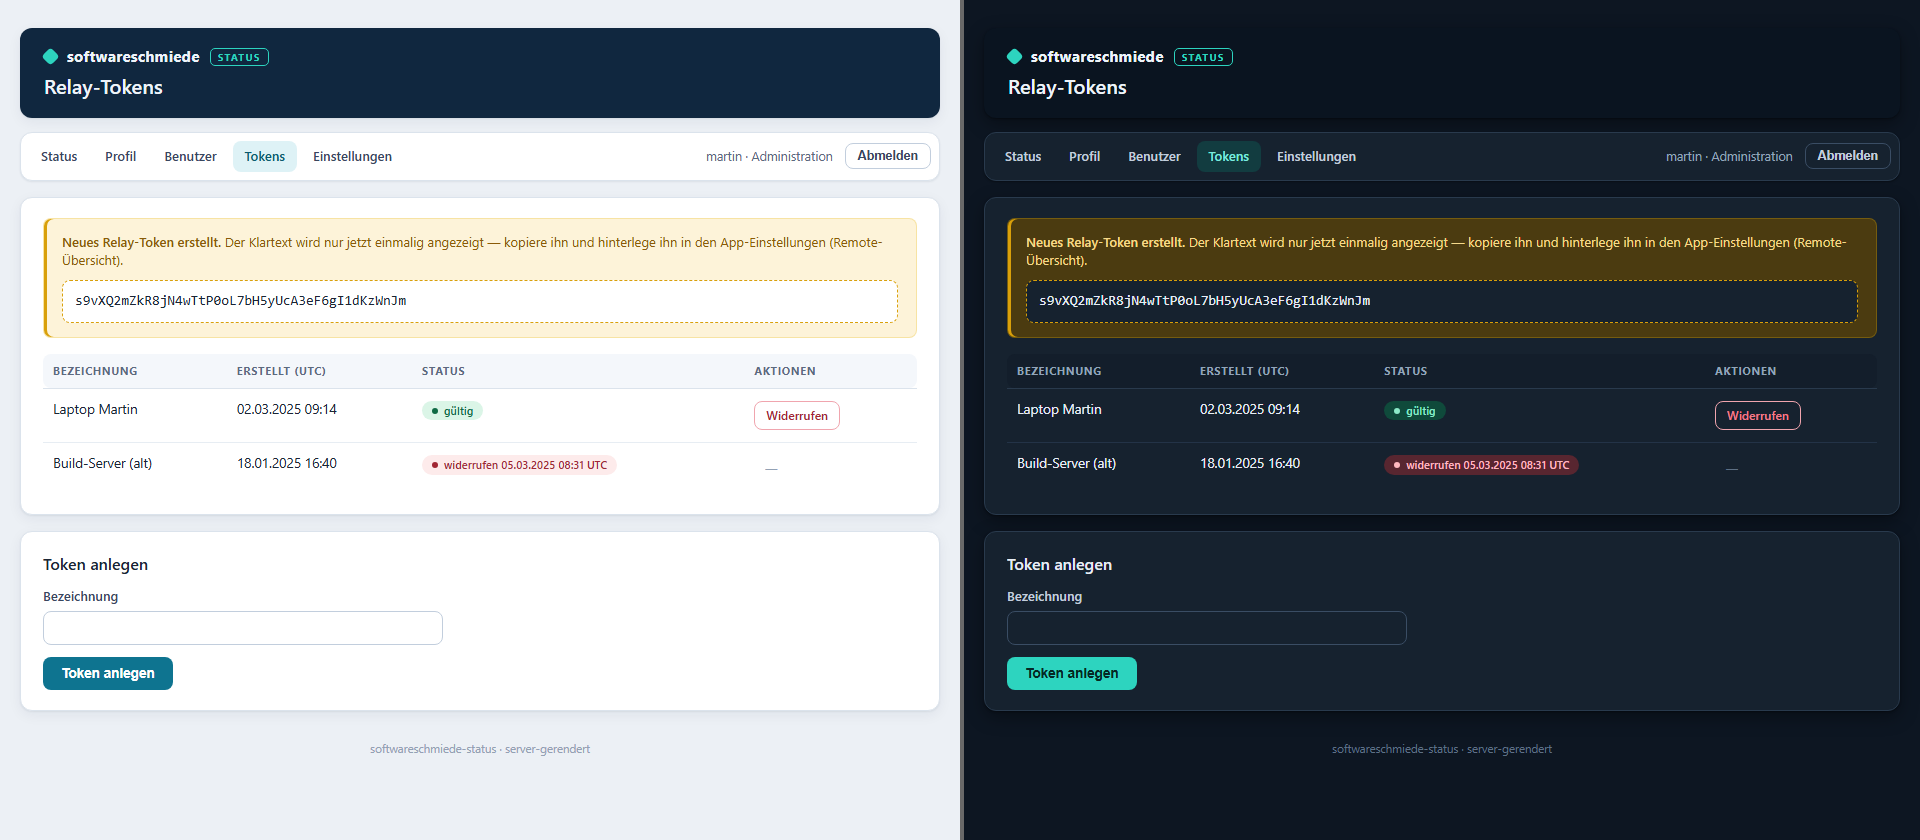 softwareschmiede STATUS
Relay-Tokens
Status Profil Benutzer Tokens Einstellungen martin · Administration Abmelden
Neues Relay-Token erstellt. Der Klartext wird nur jetzt einmalig angezeigt — kopiere ihn und hinterlege ihn in den App-Einstellungen (Remote-
Übersicht).
s9vXQ2mZkR8jN4wTtP0oL7bH5yUcA3eF6gI1dKzWnJm
BEZEICHNUNG ERSTELLT (UTC) STATUS AKTIONEN
Laptop Martin 02.03.2025 09:14 gültig Widerrufen
Build-Server (alt) 18.01.2025 16:40 widerrufen 05.03.2025 08:31 UTC —
Token anlegen
Bezeichnung
Token anlegen
softwareschmiede-status · server-gerendert
softwareschmiede STATUS
Relay-Tokens
Status Profil Benutzer Tokens Einstellungen martin · Administration Abmelden
Neues Relay-Token erstellt. Der Klartext wird nur jetzt einmalig angezeigt — kopiere ihn und hinterlege ihn in den App-Einstellungen (Remote-
Übersicht).
s9vXQ2mZkR8jN4wTtP0oL7bH5yUcA3eF6gI1dKzWnJm
BEZEICHNUNG ERSTELLT (UTC) STATUS AKTIONEN
Laptop Martin 02.03.2025 09:14 gültig Widerrufen
Build-Server (alt) 18.01.2025 16:40 widerrufen 05.03.2025 08:31 UTC —
Token anlegen
Bezeichnung
Token anlegen
softwareschmiede-status · server-gerendert